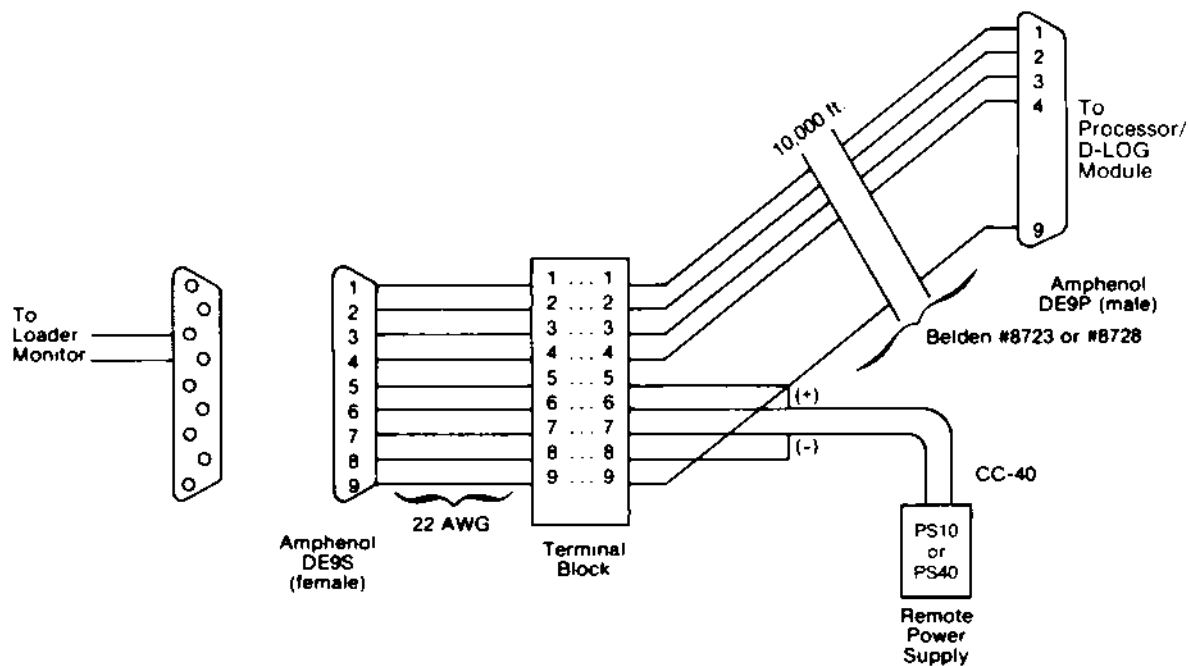 To
Loader
Monitor
1
2
3
4
5
6
7
8
9
Amphenol
DE9S
(female)
22 AWG
1 ... 1
2 ... 2
3 ... 3
4 ... 4
5 ... 5
6 ... 6
7 ... 7
8 ... 8
9 ... 9
Terminal
Block
(+)
(-)
10,000 ft.
1
2
3
4
9
To
Processor/
D-LOG
Module
Amphenol
DE9P (male)
Belden #8723 or #8728
CC-40
PS10
or
PS40
Remote
Power
Supply